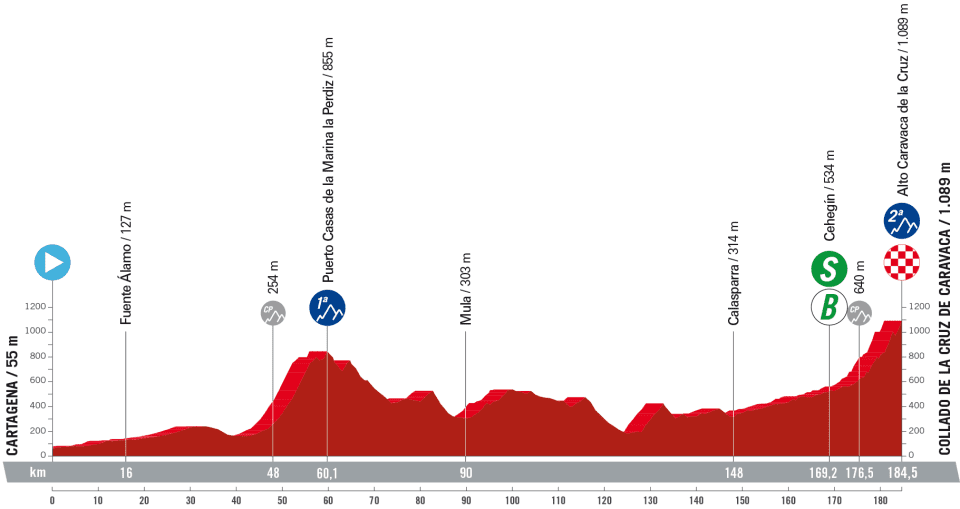 Fuente Álamo / 127 m
254 m
CP
Puerto Casas de la Marina la Perdiz / 855 m
1ª
Mula / 303 m
Calasparra / 314 m
Cehegín / 534 m
S
B
640 m
CP
Alto Caravaca de la Cruz / 1.089 m
2ª
CARTAGENA / 55 m
COLLADO DE LA CRUZ DE CARAVACA / 1.089 m
1200
1000
800
600
400
200
0
1200
1000
800
600
400
200
0
km 16 48 60,1 90 148 169,2 176,5 184,5
0 10 20 30 40 50 60 70 80 90 100 110 120 130 140 150 160 170 180